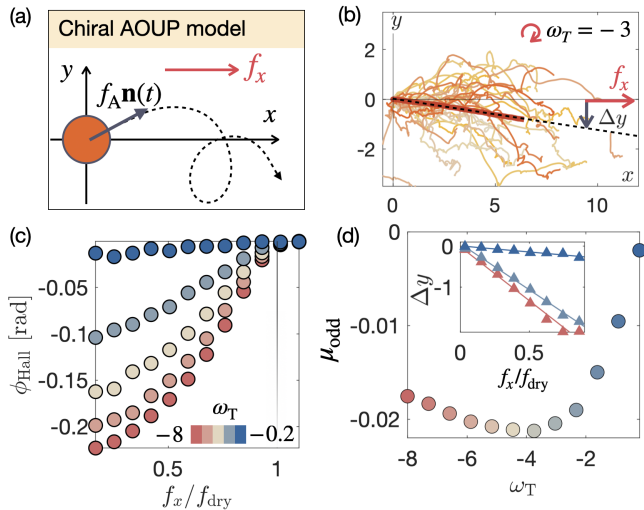 (a)
Chiral AOUP model
y
f_x
f_A n(t)
x
(b)
y
ω_T = − 3
2
0
-2
f_x
Δy
x
0
5
10
(c)
ϕ_Hall [rad]
-0.05
-0.1
-0.15
-0.2
ω_T
−8
−0.2
0.5
1
f_x/f_dry
(d)
μ_odd
0
-0.01
-0.02
Δy
0
-1
0
0.5
f_x/f_dry
-8
-6
-4
-2
ω_T